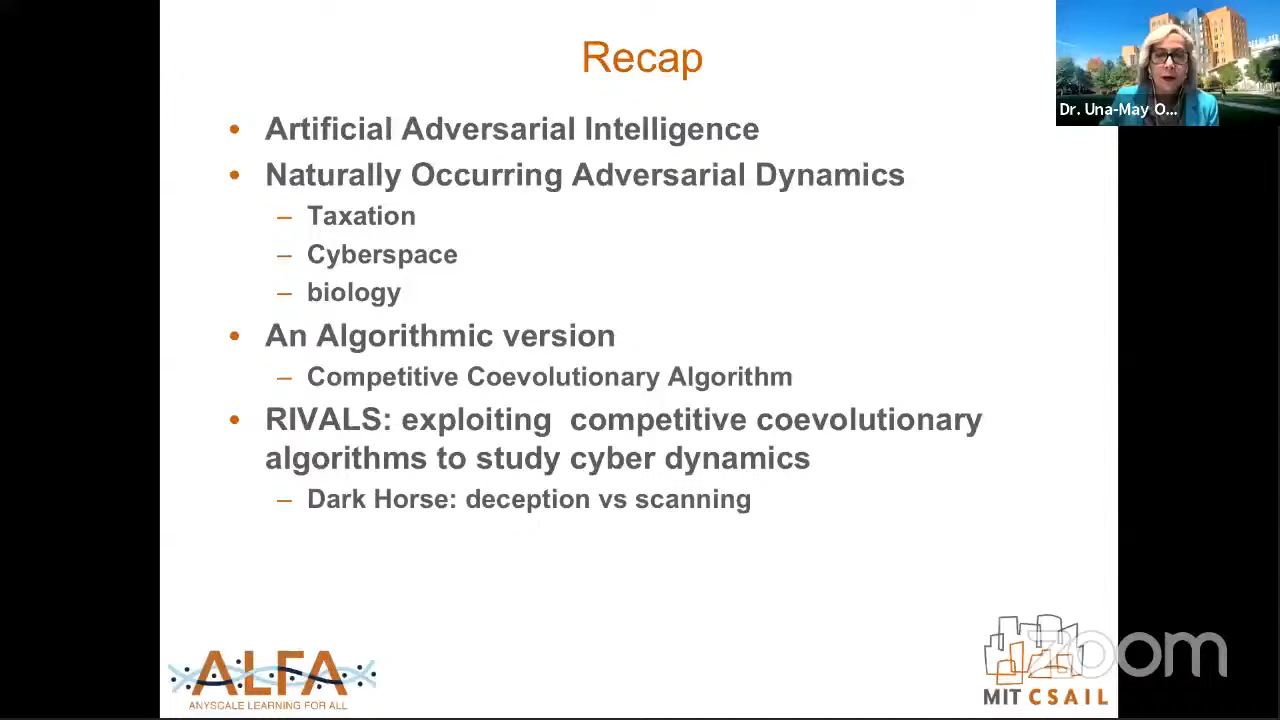 Recap
Dr. Una-May O...
• Artificial Adversarial Intelligence
• Naturally Occurring Adversarial Dynamics
– Taxation
– Cyberspace
– biology
• An Algorithmic version
– Competitive Coevolutionary Algorithm
• RIVALS: exploiting competitive coevolutionary
algorithms to study cyber dynamics
– Dark Horse: deception vs scanning
ALFA
ANYSCALE LEARNING FOR ALL
zoom
MIT CSAIL